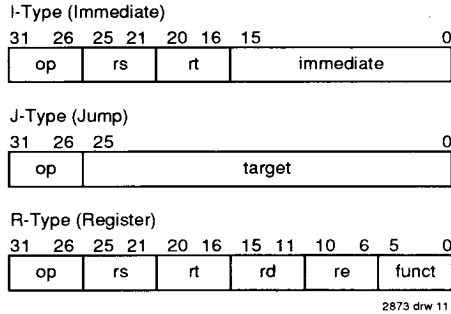 I-Type (Immediate)
31 26 25 21 20 16 15 0
op rs rt immediate
J-Type (Jump)
31 26 25 0
op target
R-Type (Register)
31 26 25 21 20 16 15 11 10 6 5 0
op rs rt rd re funct
2873 drw 11